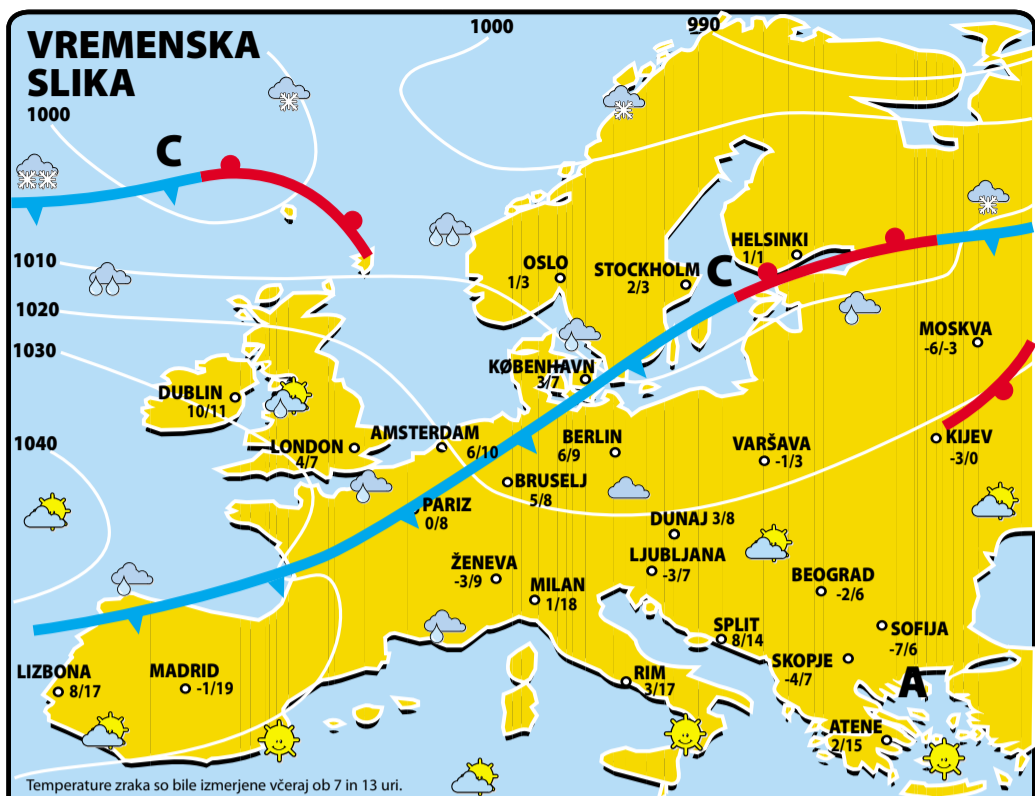 VREMENSKA
SLIKA
1000
990
1000
C
1010
1020
1030
1040
OSLO
1/3
STOCKHOLM
2/3
C
HELSINKI
1/1
MOSKVA
-6/-3
KØBENHAVN
3/7
DUBLIN
10/11
LONDON
4/7
AMSTERDAM
6/10
BERLIN
6/9
VARŠAVA
-1/3
KIJEV
-3/0
BRUSELJ
5/8
PARIZ
0/8
DUNAJ 3/8
LJUBLJANA
-3/7
ŽENEVA
-3/9
MILAN
1/18
BEOGRAD
-2/6
SPLIT
8/14
SOFIJA
-7/6
SKOPJE
-4/7
A
LIZBONA
8/17
MADRID
-1/19
RIM
3/17
ATENE
2/15
Temperature zraka so bile izmerjene včeraj ob 7 in 13 uri.